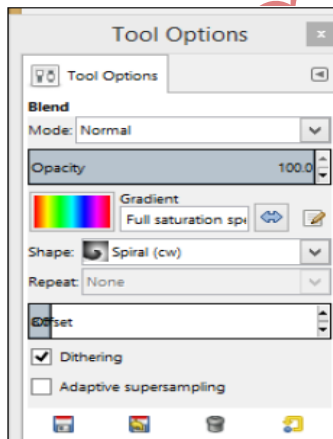 Tool Options
Tool Options
Blend
Mode: Normal
Opacity 100.0
Gradient
Full saturation spe
Shape: Spiral (cw)
Repeat: None
Offset
Dithering
Adaptive supersampling